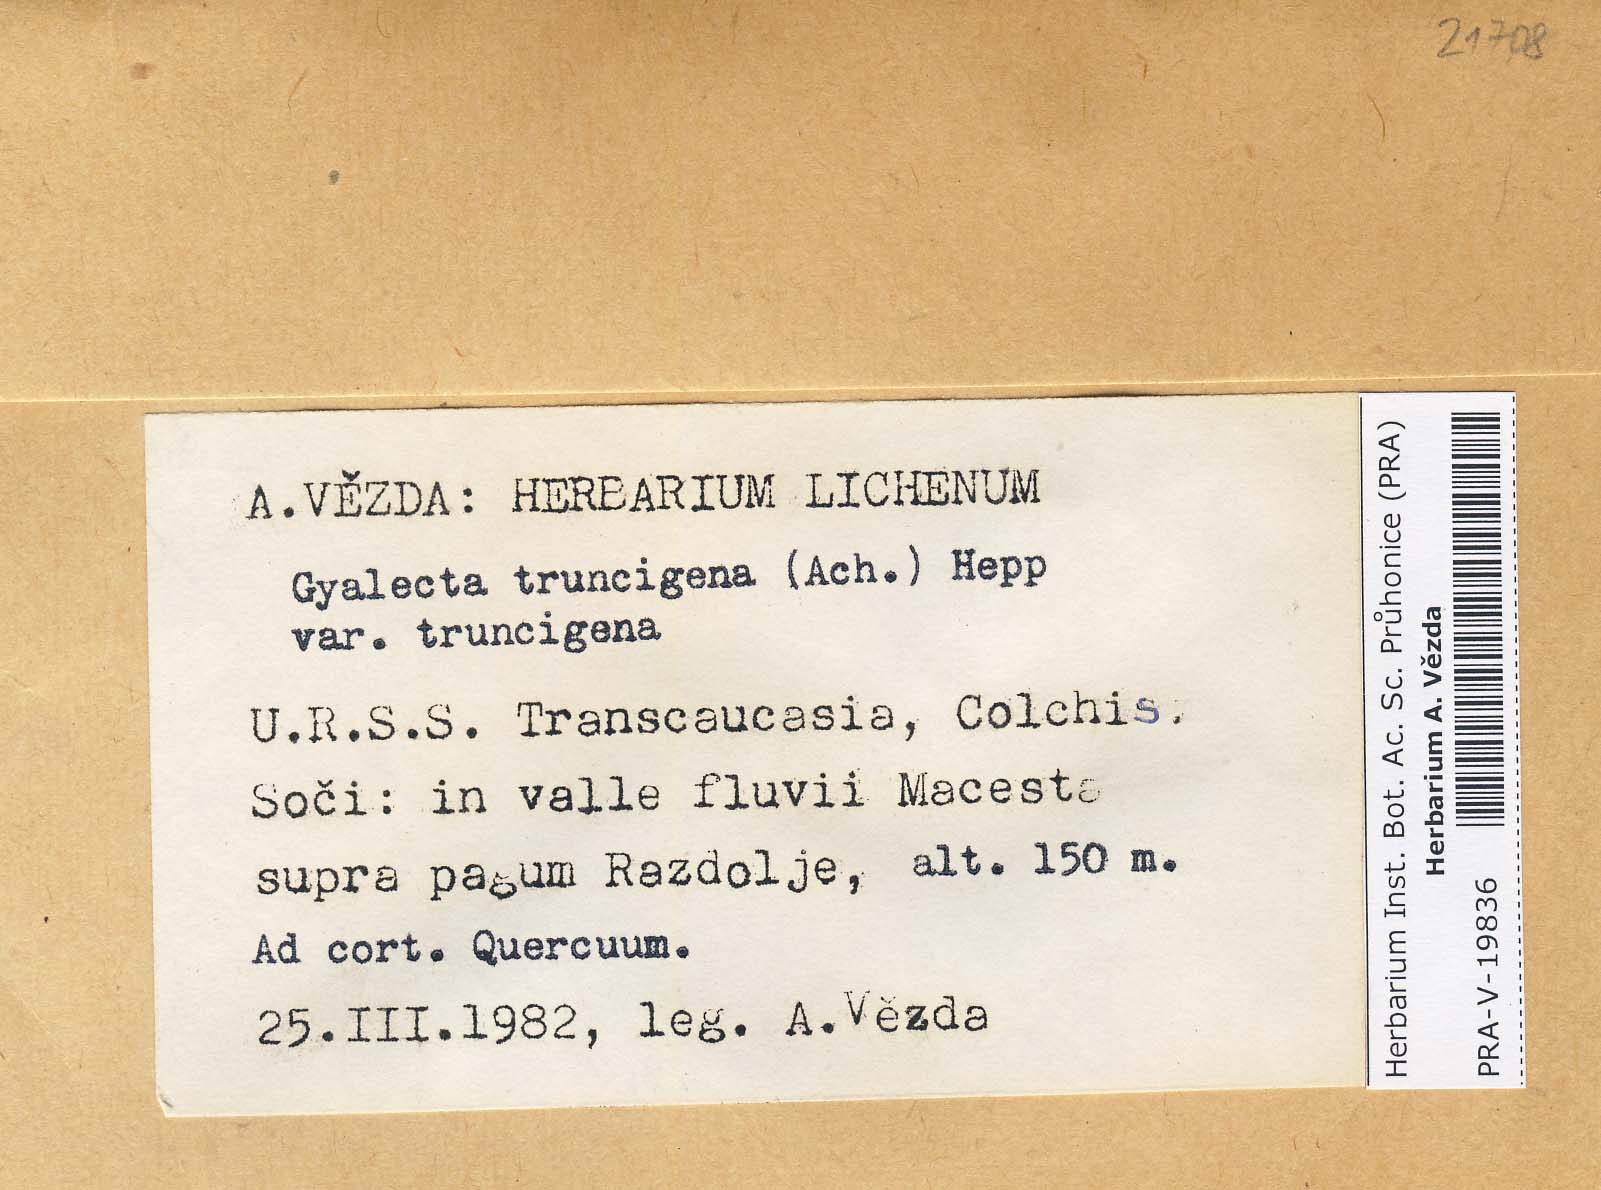 21708
A.VĚZDA: HERBARIUM LICHENUM
Gyalecta truncigena (Ach.) Hepp
var. truncigena
U.R.S.S. Transcaucasia, Colchis.
Soči: in valle fluvii Macesta
supra pagum Razdolje, alt. 150 m.
Ad cort. Quercuum.
25.III.1982, leg. A.Vězda
Herbarium Inst. Bot. Ac. Sc. Průhonice (PRA)
Herbarium A. Vězda
PRA-V-19836